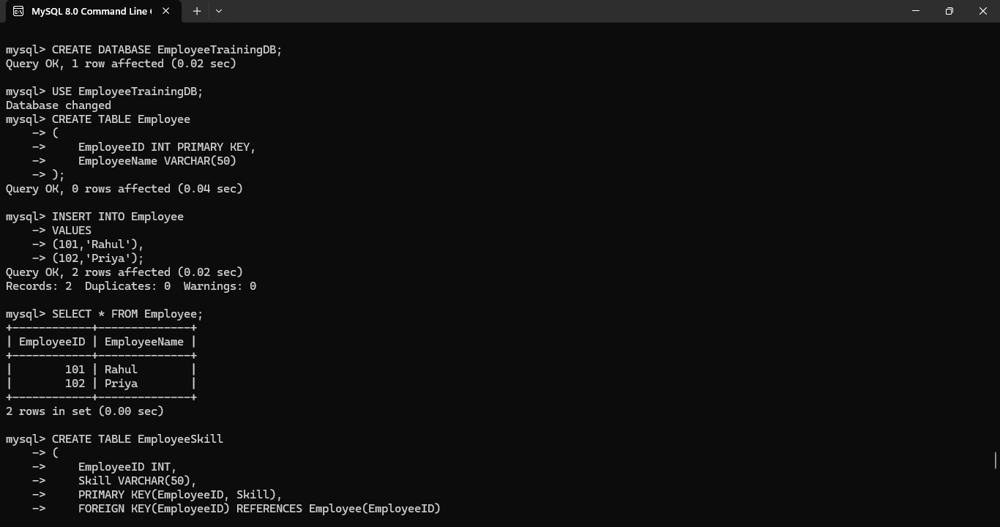 MySQL 8.0 Command Line
mysql> CREATE DATABASE EmployeeTrainingDB;
Query OK, 1 row affected (0.02 sec)
mysql> USE EmployeeTrainingDB;
Database changed
mysql> CREATE TABLE Employee
    -> (
    ->     EmployeeID INT PRIMARY KEY,
    ->     EmployeeName VARCHAR(50)
    -> );
Query OK, 0 rows affected (0.04 sec)
mysql> INSERT INTO Employee
    -> VALUES
    -> (101,'Rahul'),
    -> (102,'Priya');
Query OK, 2 rows affected (0.02 sec)
Records: 2  Duplicates: 0  Warnings: 0
mysql> SELECT * FROM Employee;
+------------+--------------+
| EmployeeID | EmployeeName |
+------------+--------------+
|        101 | Rahul        |
|        102 | Priya        |
+------------+--------------+
2 rows in set (0.00 sec)
mysql> CREATE TABLE EmployeeSkill
    -> (
    ->     EmployeeID INT,
    ->     Skill VARCHAR(50),
    ->     PRIMARY KEY(EmployeeID, Skill),
    ->     FOREIGN KEY(EmployeeID) REFERENCES Employee(EmployeeID)